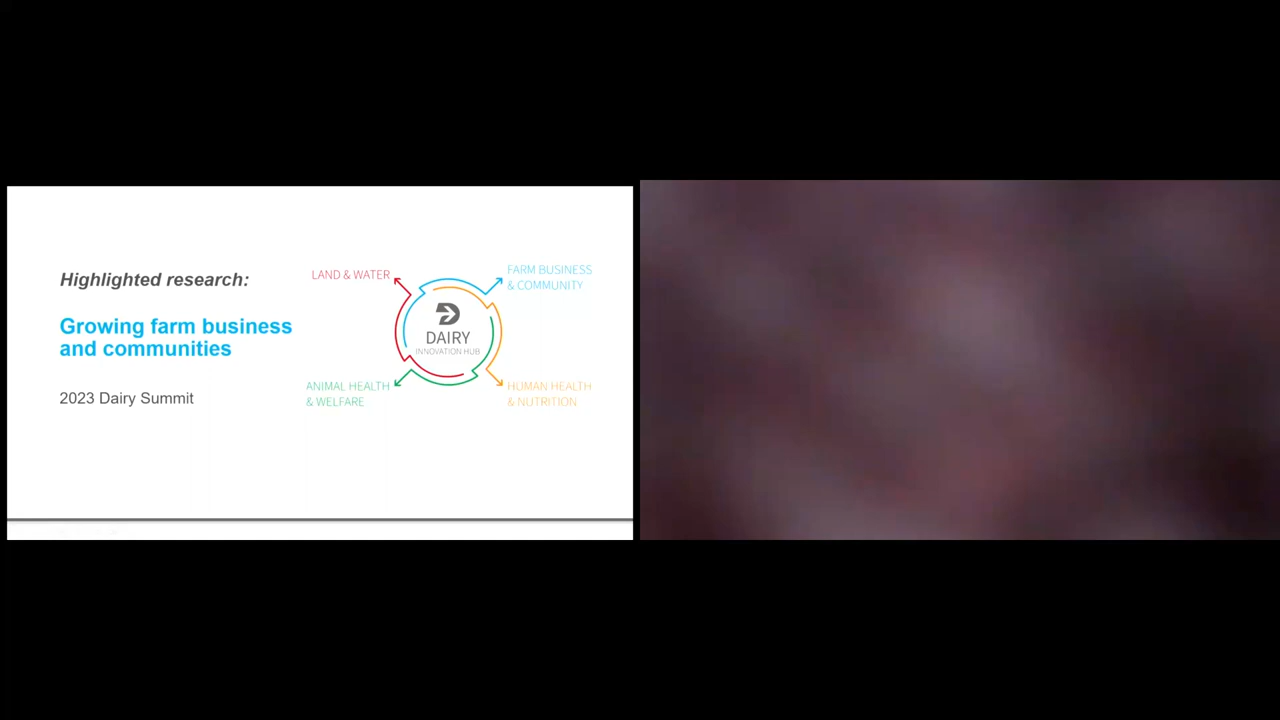 Highlighted research:
Growing farm business
and communities
2023 Dairy Summit
LAND & WATER
FARM BUSINESS
& COMMUNITY
DAIRY
INNOVATION HUB
ANIMAL HEALTH
& WELFARE
HUMAN HEALTH
& NUTRITION